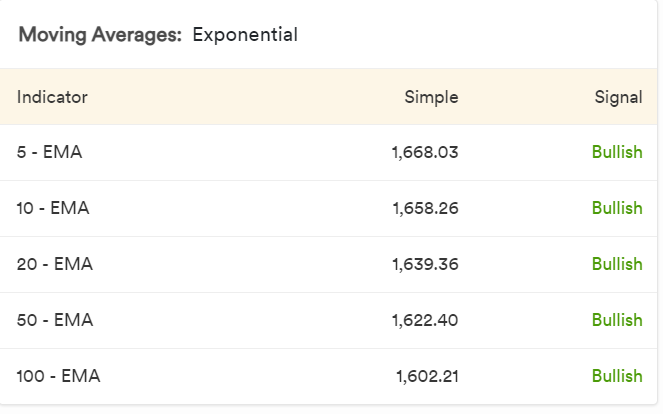 Moving Averages: Exponential
Indicator Simple Signal
5 - EMA 1,668.03 Bullish
10 - EMA 1,658.26 Bullish
20 - EMA 1,639.36 Bullish
50 - EMA 1,622.40 Bullish
100 - EMA 1,602.21 Bullish